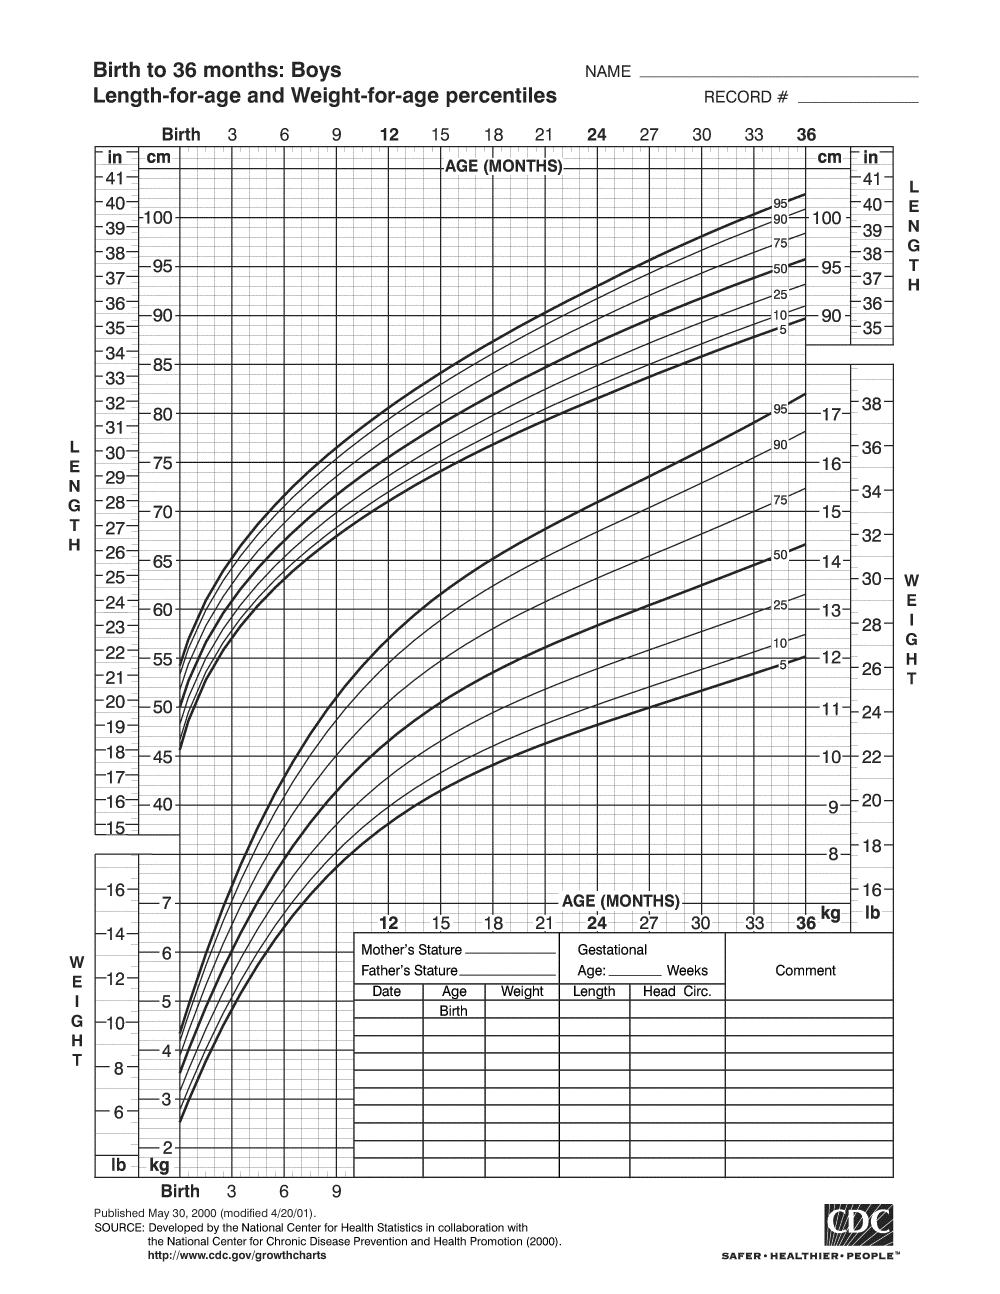 Birth to 36 months: Boys
NAME
Length-for-age and Weight-for-age percentiles
RECORD #
Birth 3 6 9 12 15 18 21 24 27 30 33 36
in cm AGE (MONTHS) cm in
41 41
40 95 40
100 90 100
39 39
38 75 38
95 50 95
37 37
36 25 36
90 10 90
35 5 35
34
85
33
32
80
31
30
75
29
28
70
27
26
65
25
24
60
23
22
55
21
20
50
19
18
45
17
16
40
15
L
E
N
G
T
H
L
E
N
G
T
H
95 17 38
90 36
16
75 34
15
32
50 14
30
25 13
28
10
5 12
26
11 24
10 22
9 20
8 18
16
W
E
I
G
H
T
AGE (MONTHS)
12 15 18 21 24 27 30 33 36 kg lb
16
7
14
6
12
5
10
4
8
3
6
2
lb kg
W
E
I
G
H
T
Birth 3 6 9
Mother's Stature
Father's Stature
Gestational
Age: Weeks
Comment
Date Age Weight Length Head Circ.
Birth
Published May 30, 2000 (modified 4/20/01).
SOURCE: Developed by the National Center for Health Statistics in collaboration with
the National Center for Chronic Disease Prevention and Health Promotion (2000).
http://www.cdc.gov/growthcharts
CDC
SAFER • HEALTHIER • PEOPLE™